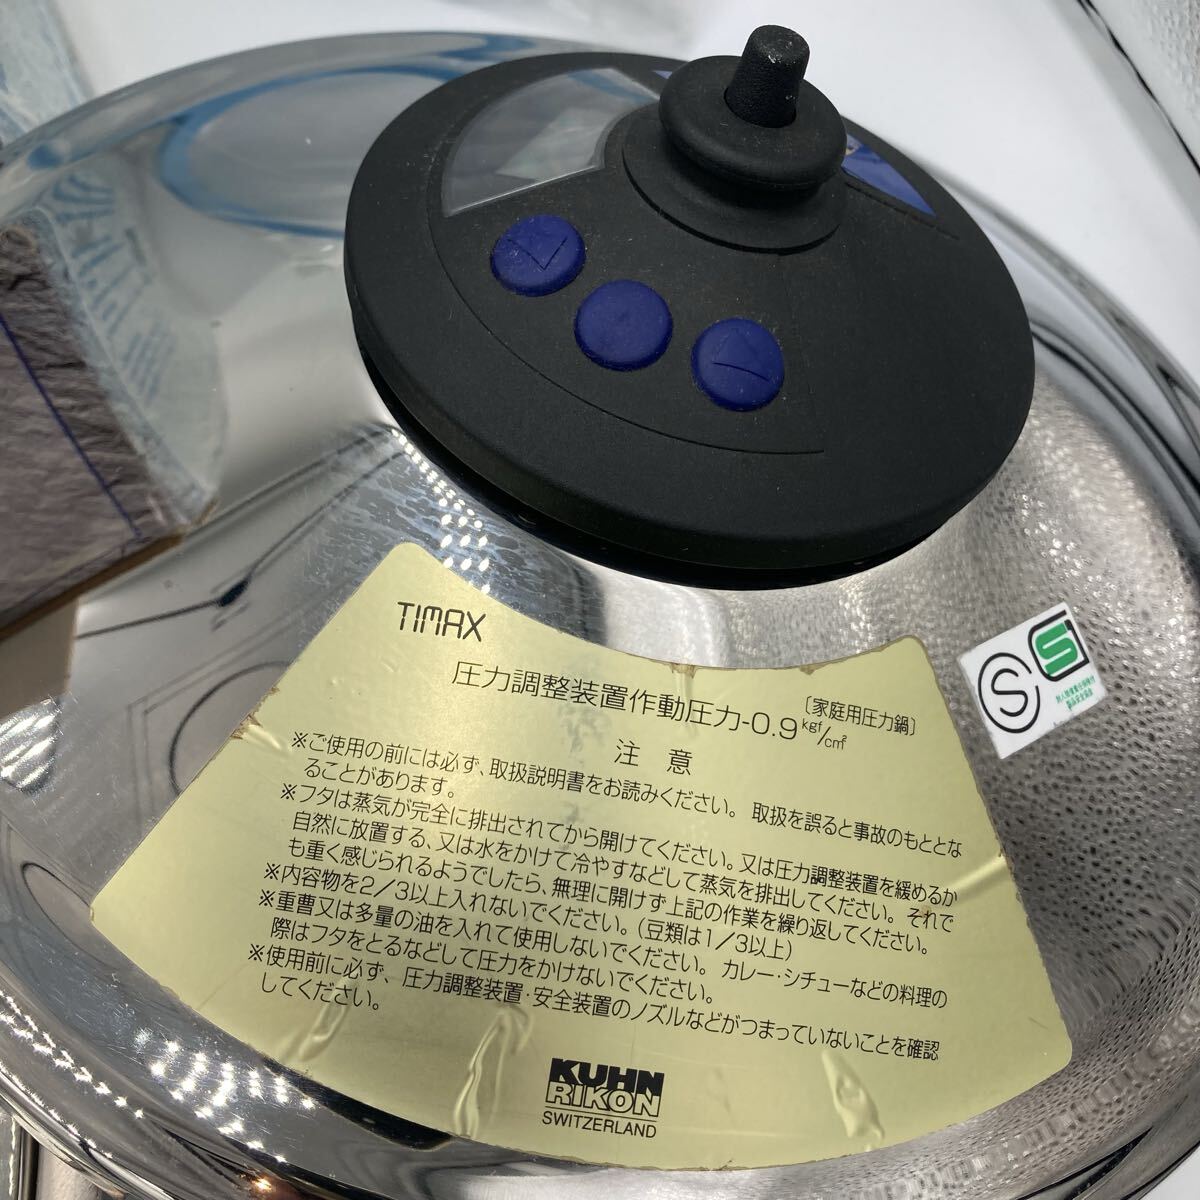 TIMAX
圧力調整装置作動圧力-0.9kgf/c㎡
〔家庭用圧力鍋〕
注意
※ご使用の前には必ず、取扱説明書をお読みください。取扱を誤ると事故のもととな
ることがあります。
※フタは蒸気が完全に排出されてから開けてください。又は圧力調整装置を緩めるか
自然に放置する、又は水をかけて冷やすなどして蒸気を排出してください。それで
も重く感じられるようでしたら、無理に開けず上記の作業を繰り返してください。
※内容物を2/3以上入れないでください。(豆類は1/3以上)
※重曹又は多量の油を入れて使用しないでください。カレー・シチューなどの料理の
際はフタをとるなどして圧力をかけないでください。
※使用前に必ず、圧力調整装置・安全装置のノズルなどがつまっていないことを確認
してください。
KUHN
RIKON
SWITZERLAND
S
S